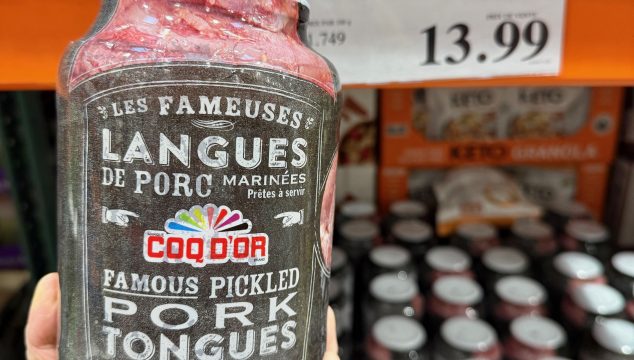 1.749
13.99
LES FAMEUSES
LANGUES
DE PORC MARINÉES
Prêtes à servir
COQ D'OR
BRAND
FAMOUS PICKLED
PORK
TONGUES
KETO GRANOLA